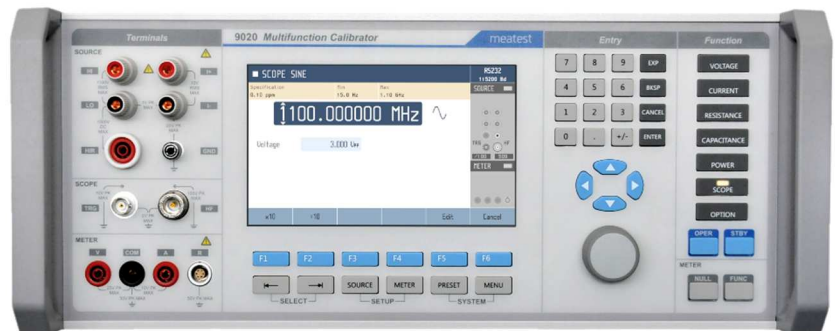 Terminals
9020 Multifunction Calibrator
meatest
Entry
Function
SOURCE
HI
LO
HI R
GND
SCOPE
TRG
HF
METER
V
COM
A
R
SCOPE SINE
RS232
115200 Bd
Specification
Min
Max
0.10 ppm
15.0 Hz
1.10 GHz
SOURCE
100.000000 MHz
Voltage
3.000 Upp
METER
×10
÷10
Edit
Cancel
F1
F2
F3
F4
F5
F6
SOURCE
METER
PRESET
MENU
SELECT
SETUP
SYSTEM
7
8
9
EXP
4
5
6
BKSP
1
2
3
CANCEL
0
.
+/-
ENTER
VOLTAGE
CURRENT
RESISTANCE
CAPACITANCE
POWER
SCOPE
OPTION
OPER
STBY
METER
NULL
FUNC